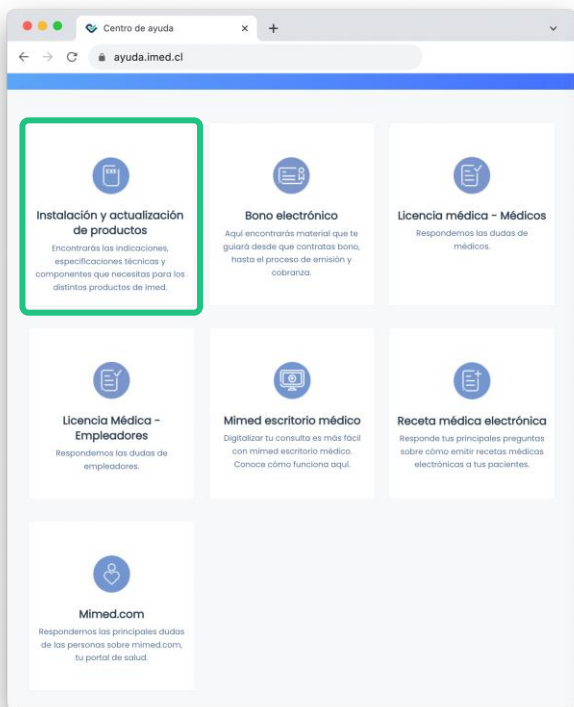 Centro de ayuda
ayuda.imed.cl
Instalación y actualización
de productos
Encontrarás las indicaciones,
especificaciones técnicas y
componentes que necesitas para los
distintos productos de imed.
Bono electrónico
Aquí encontrarás material que te
guiará desde que contratas bono,
hasta el proceso de emisión y
cobranza.
Licencia médica - Médicos
Respondemos las dudas de
médicos.
Licencia Médica -
Empleadores
Respondemos las dudas de
empleadores.
Mimed escritorio médico
Digitalizar tu consulta es más fácil
con mimed escritorio médico.
Conoce cómo funciona aquí.
Receta médica electrónica
Responde tus principales preguntas
sobre cómo emitir recetas médicas
electrónicas a tus pacientes.
Mimed.com
Respondemos las principales dudas
de las personas sobre mimed.com,
tu portal de salud.